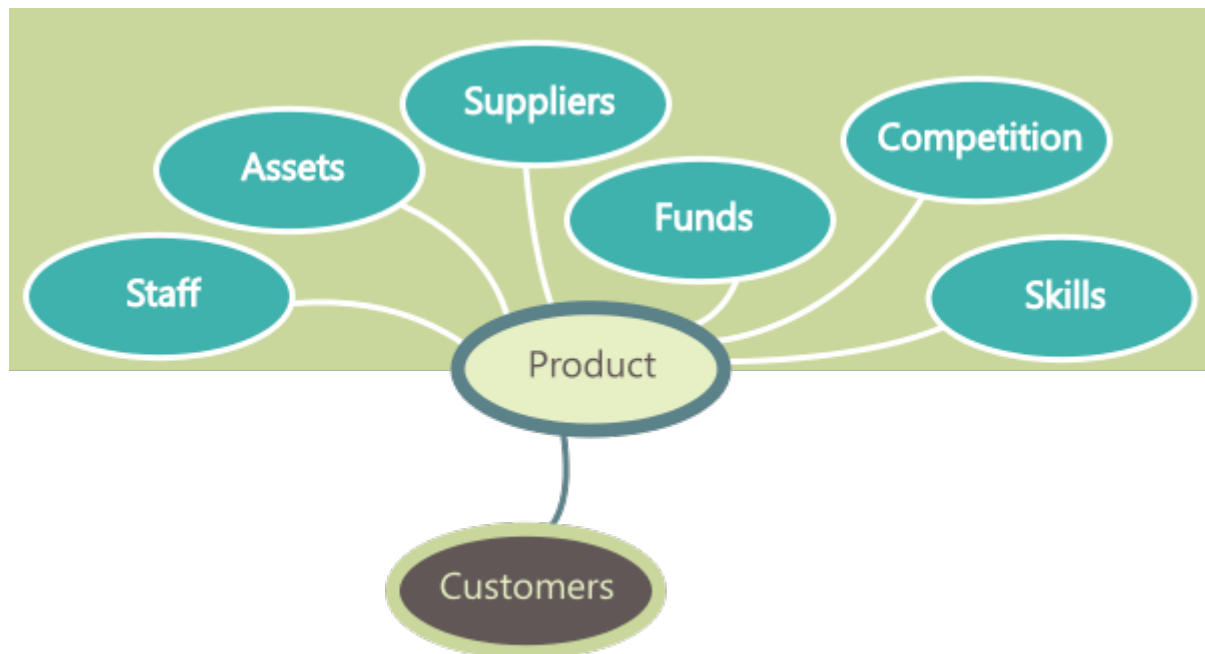 Suppliers
Competition
Assets
Funds
Staff
Skills
Product
Customers